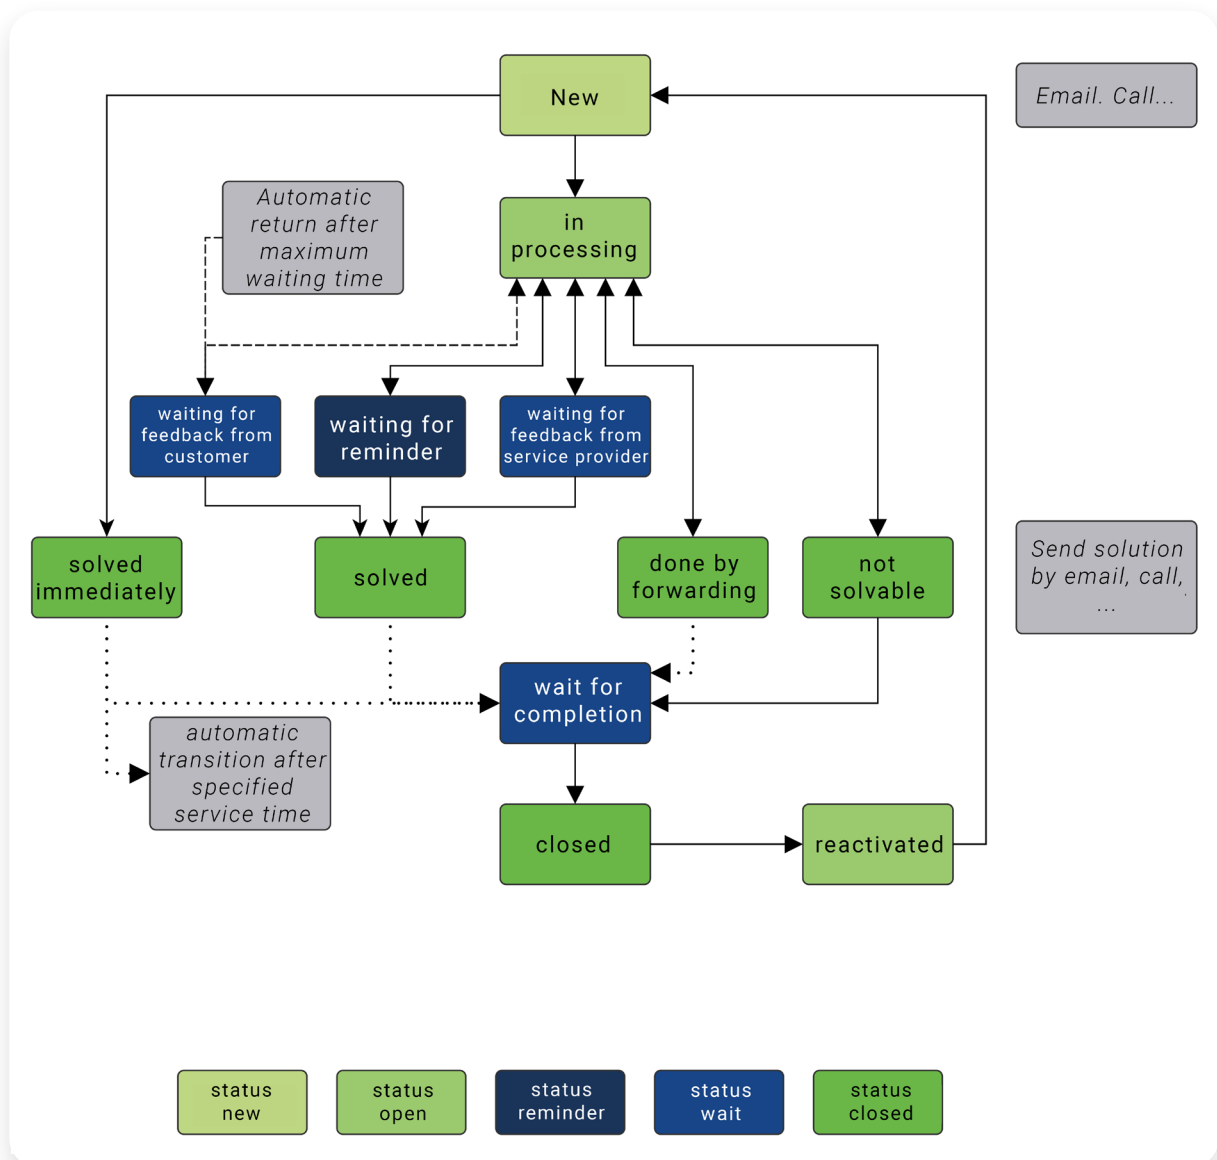 New
Email. Call...
Automatic
return after
maximum
waiting time
in
processing
waiting for
feedback from
customer
waiting for
reminder
waiting for
feedback from
service provider
solved
immediately
solved
done by
forwarding
not
solvable
Send solution
by email, call,
...
wait for
completion
automatic
transition after
specified
service time
closed
reactivated
status
new
status
open
status
reminder
status
wait
status
closed